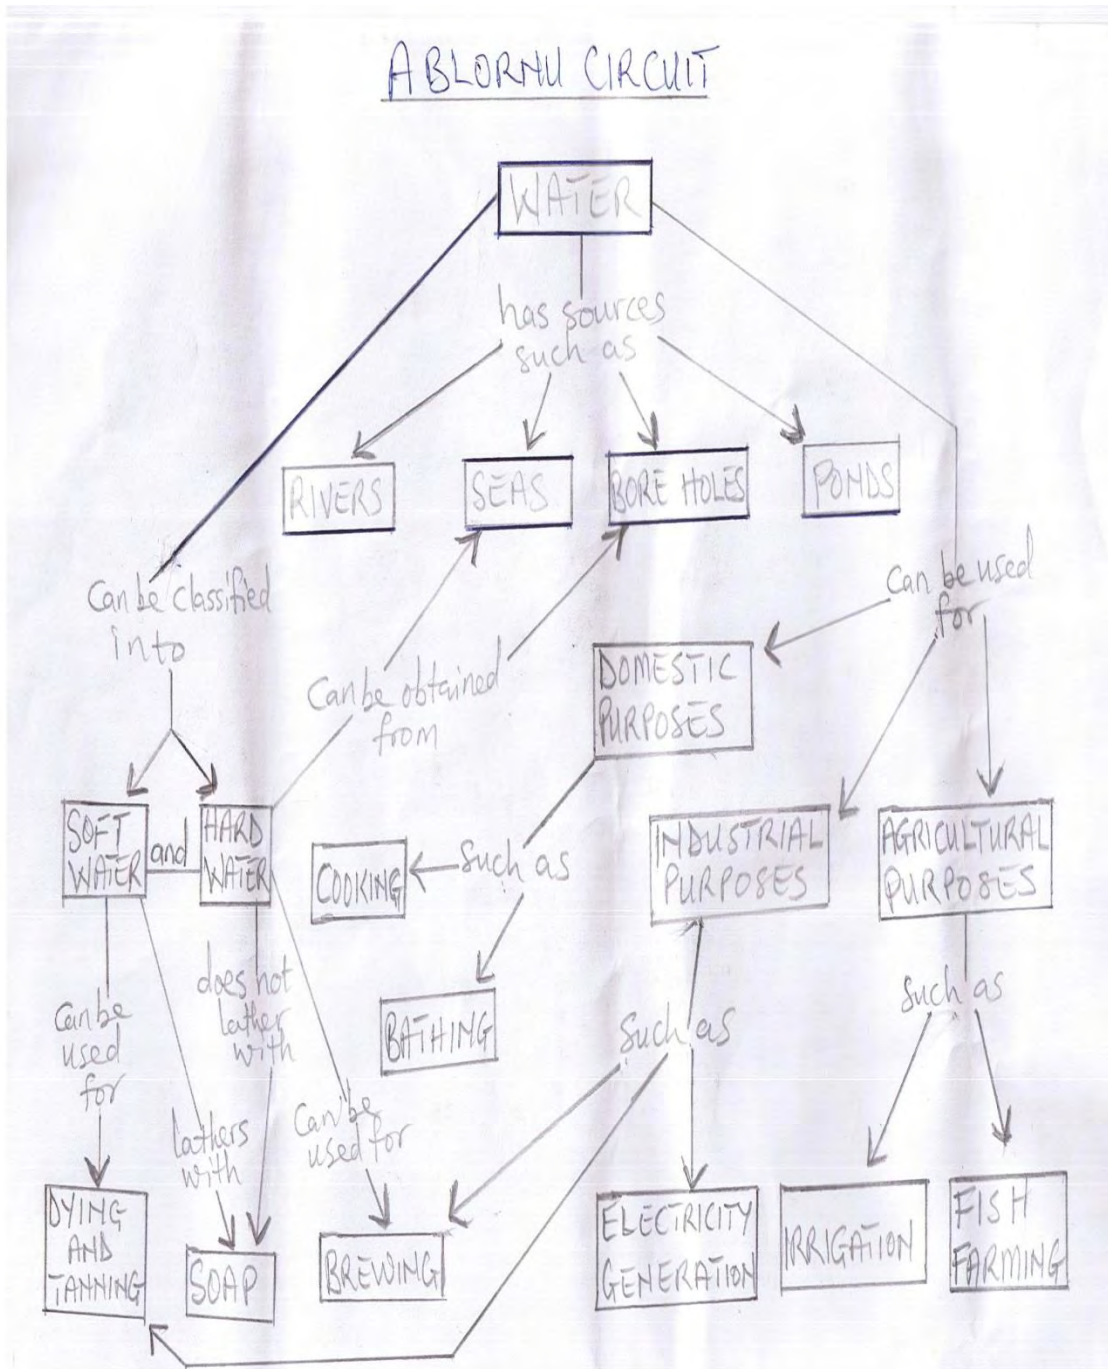 ABLORNU CIRCUIT
WATER
has sources
such as
RIVERS
SEAS
BORE HOLES
PONDS
Can be classified
into
Can be obtained
from
Can be used
for
DOMESTIC
PURPOSES
SOFT
WATER
and
HARD
WATER
COOKING
Such as
INDUSTRIAL
PURPOSES
AGRICULTURAL
PURPOSES
BATHING
Can be
used
for
does not
lather
with
lathers
with
Can be
used for
Such as
Such as
DYING
AND
TANNING
SOAP
BREWING
ELECTRICITY
GENERATION
IRRIGATION
FISH
FARMING